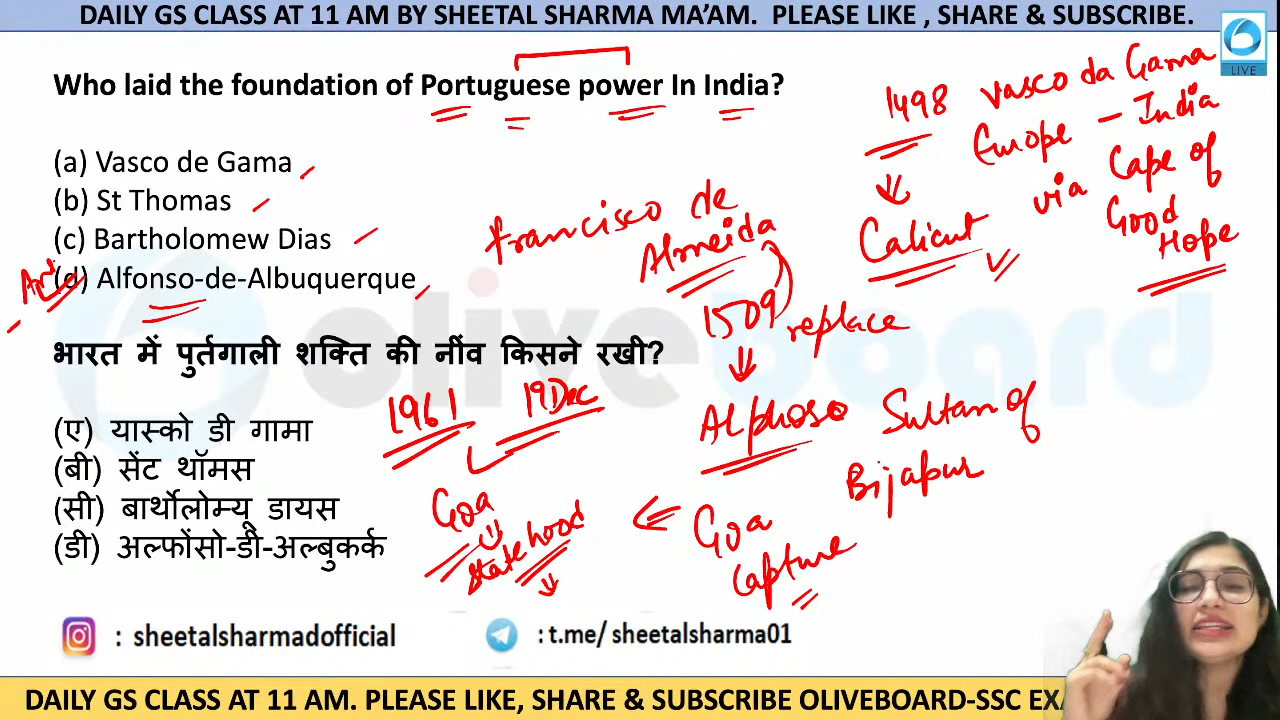 DAILY GS CLASS AT 11 AM BY SHEETAL SHARMA MA'AM. PLEASE LIKE , SHARE & SUBSCRIBE.
LIVE
Who laid the foundation of Portuguese power In India?
(a) Vasco de Gama
(b) St Thomas
(c) Bartholomew Dias
(d) Alfonso-de-Albuquerque
Ans
1498 Vasco da Gama
Europe - India
via Cape of
Good
Hope
Calicut
Francisco de
Almeida
1509
replace
Alphoso Sultan of
Bijapur
Goa
Capture
1961 19 Dec
Goa
Statehood
oliveboard
भारत में पुर्तगाली शक्ति की नींव किसने रखी?
(ए) यास्को डी गामा
(बी) सेंट थॉमस
(सी) बार्थोलोम्यू डायस
(डी) अल्फोंसो-डी-अल्बुकर्क
: sheetalsharmadofficial
: t.me/ sheetalsharma01
DAILY GS CLASS AT 11 AM. PLEASE LIKE, SHARE & SUBSCRIBE OLIVEBOARD-SSC EXA